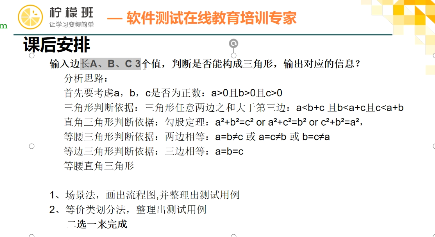 m
柠檬班
让学习变得简单
— 软件测试在线教育培训专家
课后安排
输入边长A、B、C 3个值，判断是否能构成三角形，输出对应的信息？
分析思路：
首先要考虑a，b，c是否为正数：a>0且b>0且c>0
三角形判断依据：三角形任意两边之和大于第三边：a<b+c 且b<a+c且c<a+b
直角三角形判断依据：勾股定理：a²+b²=c² or a²+c²=b² or c²+b²=a²。
等腰三角形判断依据：两边相等：a=b≠c 或 a=c≠b 或 b=c≠a
等边三角形判断依据：三边相等：a=b=c
等腰直角三角形
1、场景法，画出流程图,并整理出测试用例
2、等价类划分法，整理出测试用例
二选一来完成